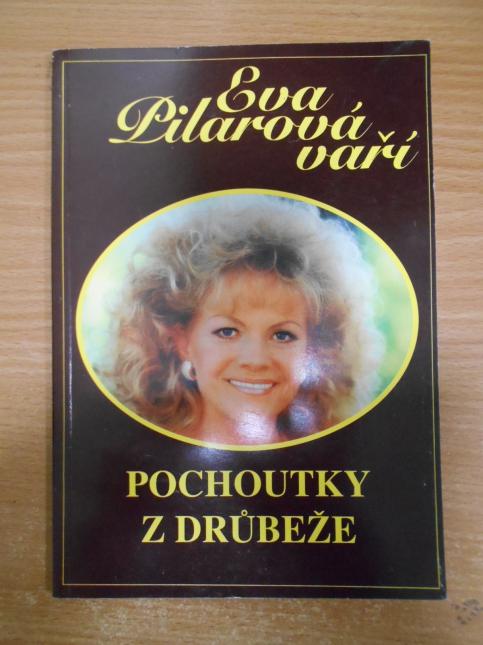 Eva
Pilarová
vaří
POCHOUTKY
Z DRŮBEŽE